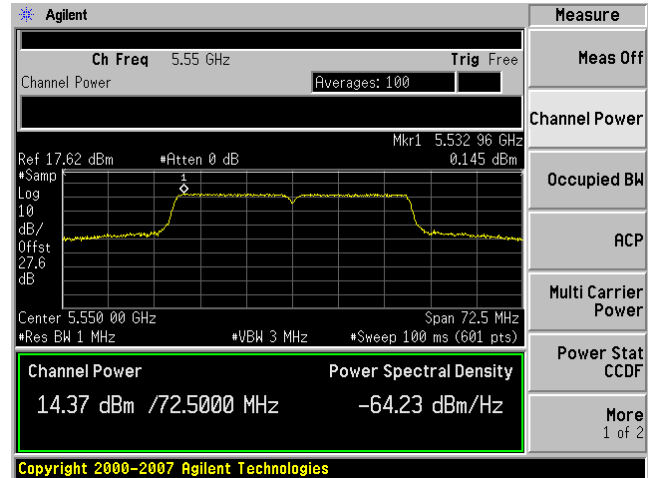 Agilent
Measure
Ch Freq 5.55 GHz Trig Free
Channel Power Averages: 100
Mkr1 5.532 96 GHz
Ref 17.62 dBm #Atten 0 dB 0.145 dBm
#Samp
Log
10
dB/
Offst
27.6
dB
1
Center 5.550 00 GHz Span 72.5 MHz
#Res BW 1 MHz #VBW 3 MHz #Sweep 100 ms (601 pts)
Channel Power Power Spectral Density
14.37 dBm /72.5000 MHz -64.23 dBm/Hz
Meas Off
Channel Power
Occupied BW
ACP
Multi Carrier
Power
Power Stat
CCDF
More
1 of 2
Copyright 2000-2007 Agilent Technologies